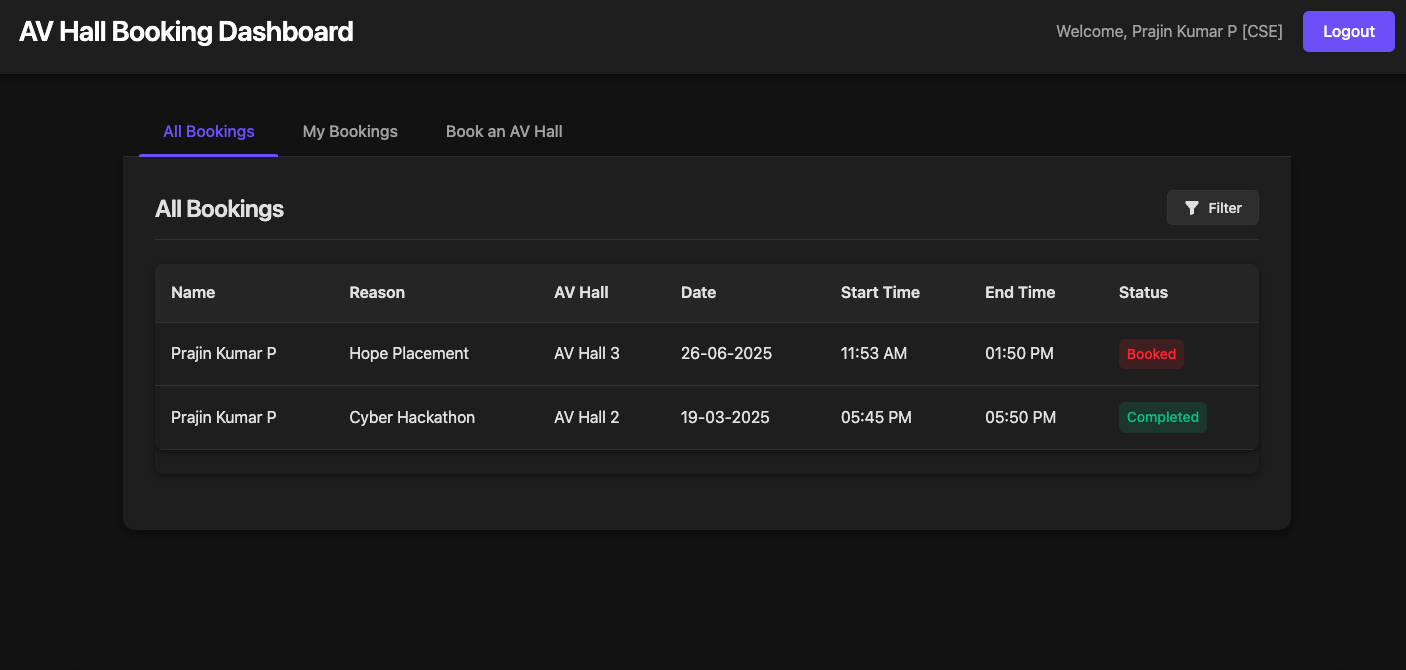 AV Hall Booking Dashboard
Welcome, Prajin Kumar P [CSE]
Logout
All Bookings
My Bookings
Book an AV Hall
All Bookings
Filter
Name Reason AV Hall Date Start Time End Time Status
Prajin Kumar P Hope Placement AV Hall 3 26-06-2025 11:53 AM 01:50 PM Booked
Prajin Kumar P Cyber Hackathon AV Hall 2 19-03-2025 05:45 PM 05:50 PM Completed